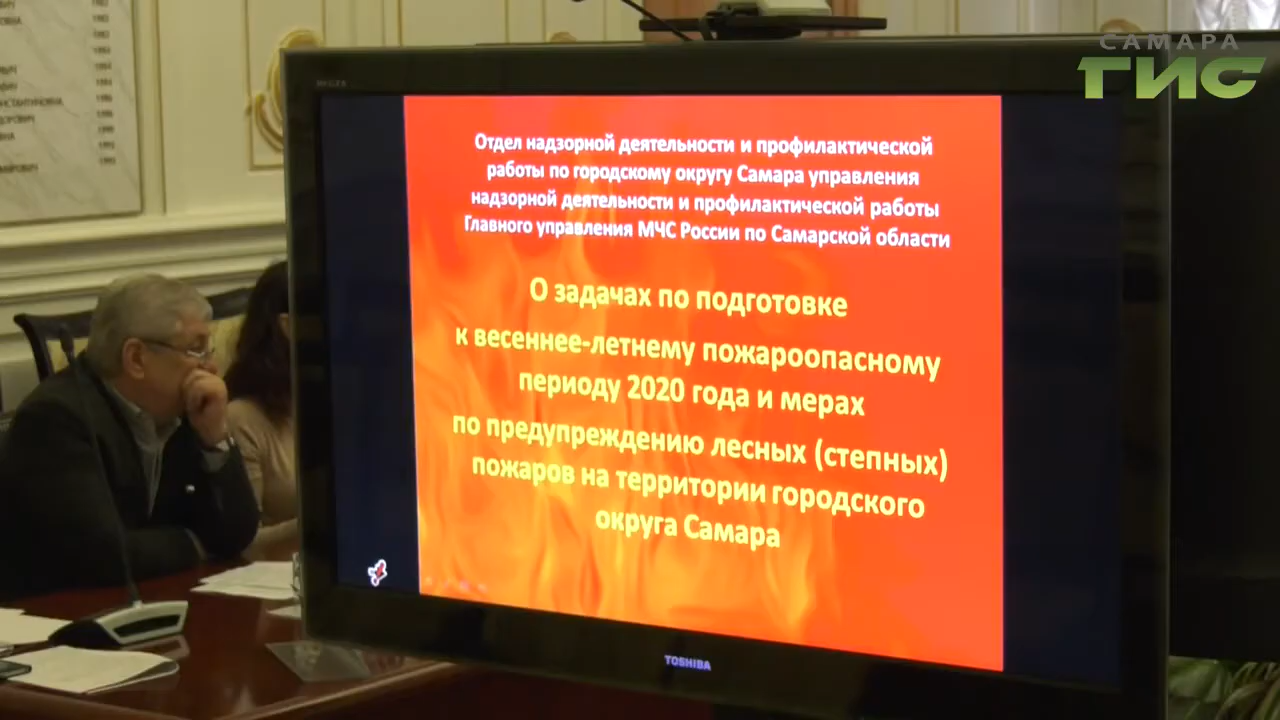 САМАРА
ГИС
Отдел надзорной деятельности и профилактической
работы по городскому округу Самара управления
надзорной деятельности и профилактической работы
Главного управления МЧС России по Самарской области
О задачах по подготовке
к весеннее-летнему пожароопасному
периоду 2020 года и мерах
по предупреждению лесных (степных)
пожаров на территории городского
округа Самара
TOSHIBA